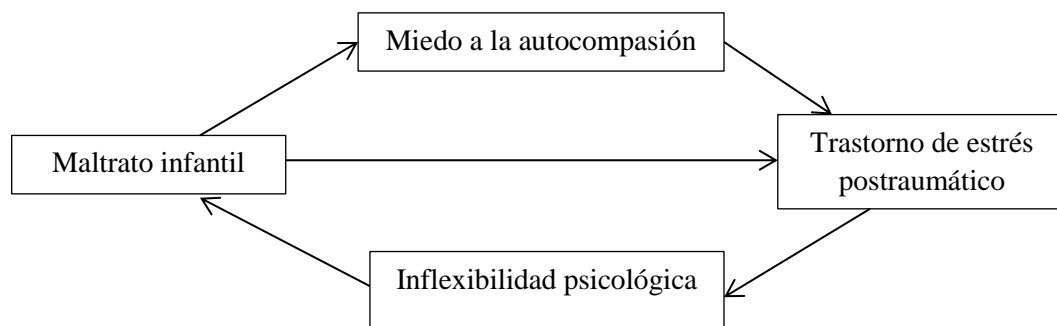 Miedo a la autocompasión
Maltrato infantil
Trastorno de estrés
postraumático
Inflexibilidad psicológica